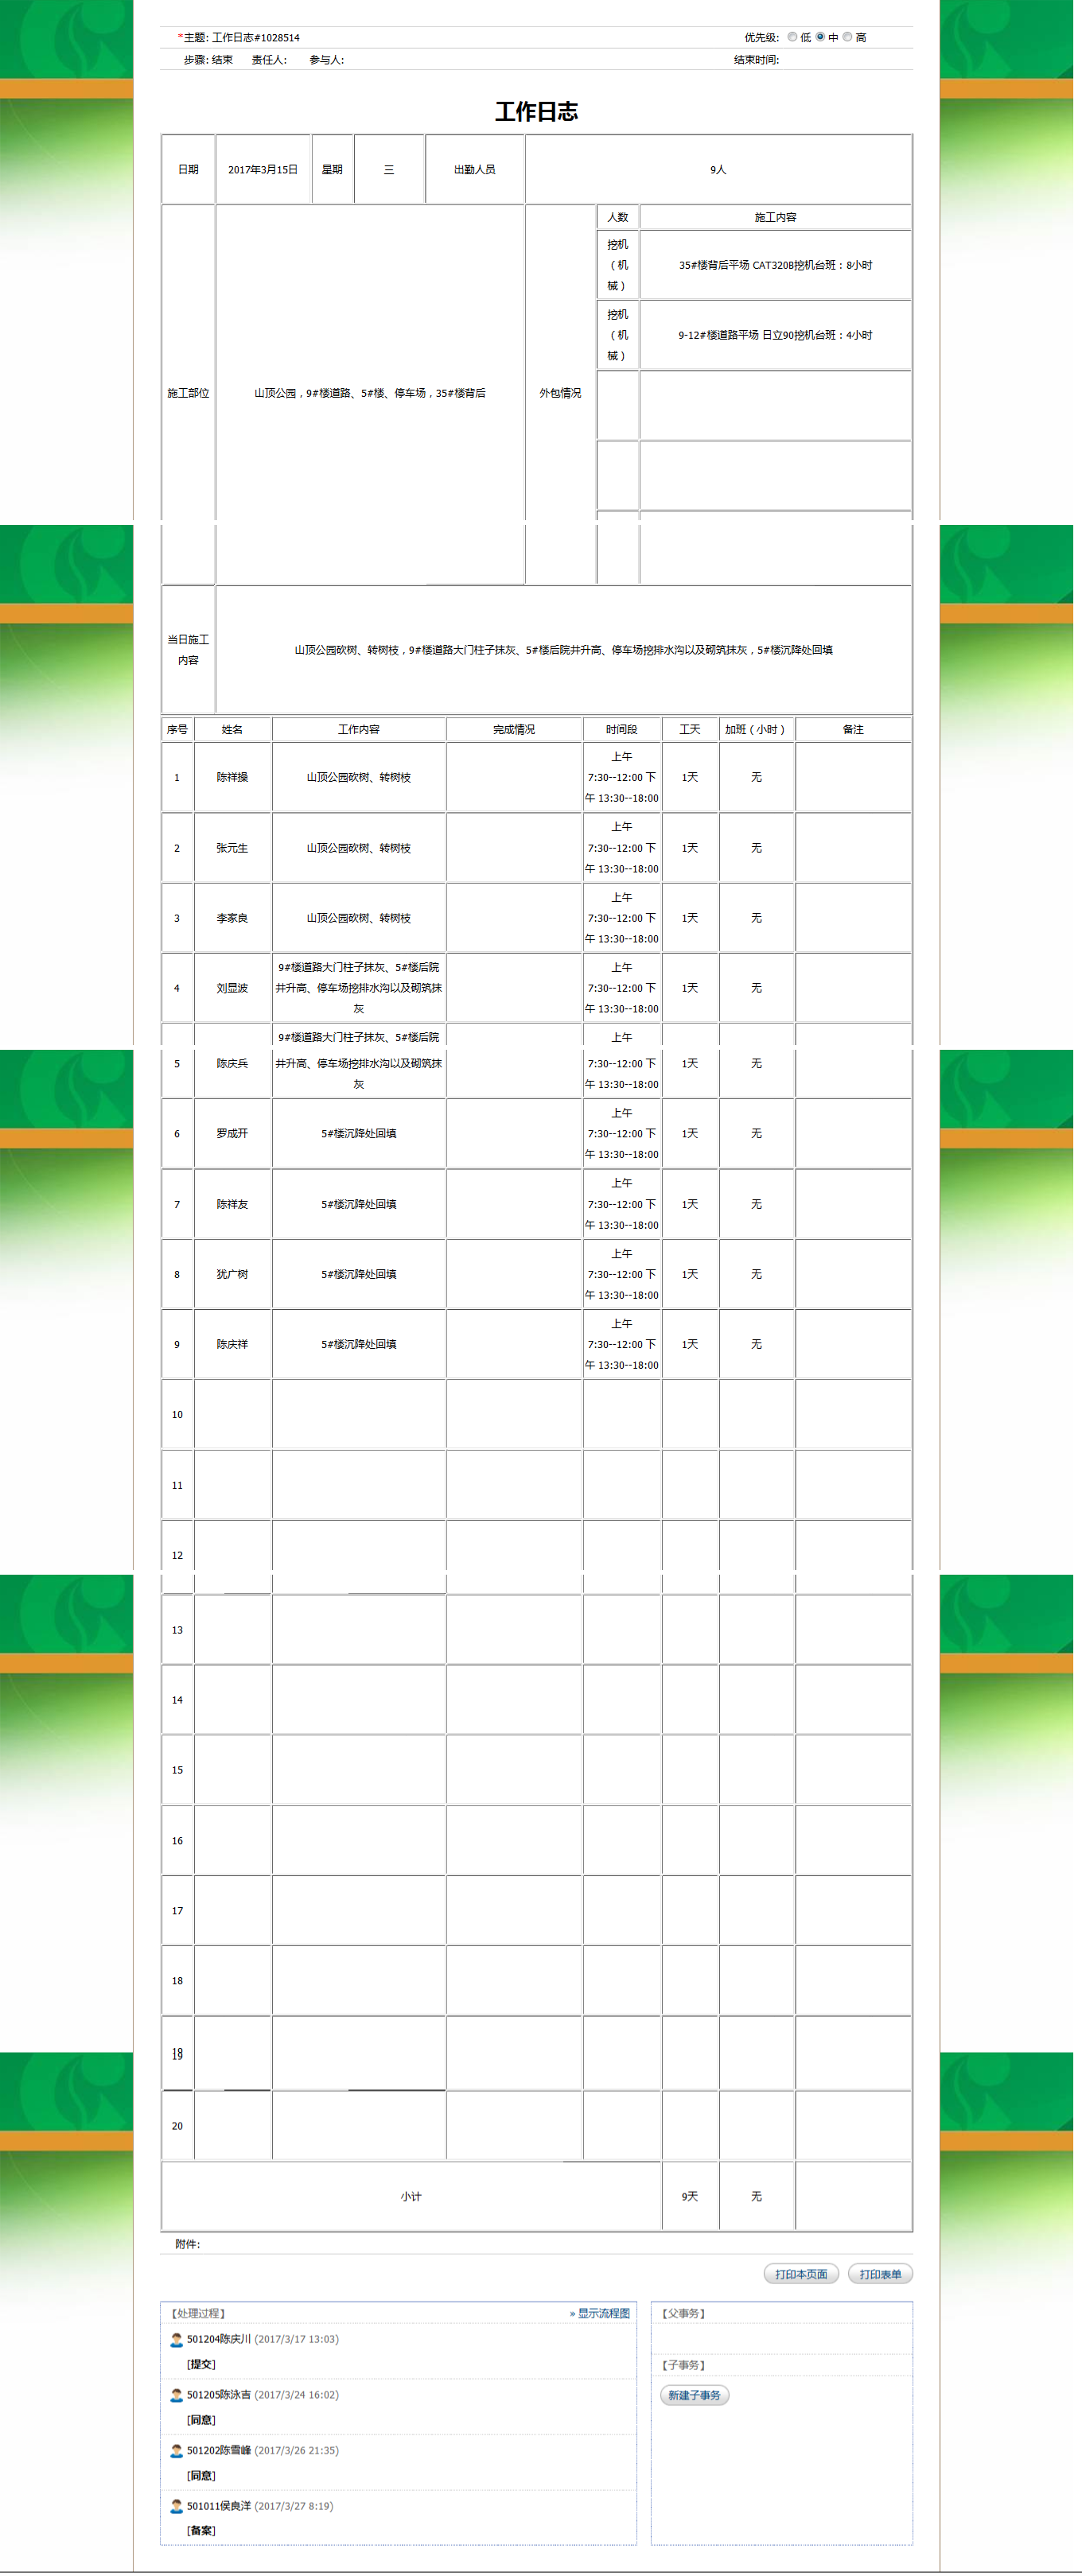 *主题: 工作日志#1028514 优先级: 低 中 高
步骤: 结束 责任人: 参与人: 结束时间:
工作日志
日期 2017年3月15日 星期 三 出勤人员 9人
人数 施工内容
挖机
（机
械）
35#楼背后平场 CAT320B挖机台班：8小时
挖机
（机
械）
9-12#楼道路平场 日立90挖机台班：4小时
施工部位 山顶公园，9#楼道路、5#楼、停车场，35#楼背后 外包情况
当日施工
内容
山顶公园砍树、转树枝，9#楼道路大门柱子抹灰、5#楼后院井升高、停车场挖排水沟以及砌筑抹灰，5#楼沉降处回填
序号 姓名 工作内容 完成情况 时间段 工天 加班（小时） 备注
上午
1 陈祥操 山顶公园砍树、转树枝 7:30--12:00 下 1天 无
午 13:30--18:00
上午
2 张元生 山顶公园砍树、转树枝 7:30--12:00 下 1天 无
午 13:30--18:00
上午
3 李家良 山顶公园砍树、转树枝 7:30--12:00 下 1天 无
午 13:30--18:00
9#楼道路大门柱子抹灰、5#楼后院 上午
4 刘显波 井升高、停车场挖排水沟以及砌筑抹 7:30--12:00 下 1天 无
灰 午 13:30--18:00
9#楼道路大门柱子抹灰、5#楼后院 上午
5 陈庆兵 井升高、停车场挖排水沟以及砌筑抹 7:30--12:00 下 1天 无
灰 午 13:30--18:00
上午
6 罗成开 5#楼沉降处回填 7:30--12:00 下 1天 无
午 13:30--18:00
上午
7 陈祥友 5#楼沉降处回填 7:30--12:00 下 1天 无
午 13:30--18:00
上午
8 犹广树 5#楼沉降处回填 7:30--12:00 下 1天 无
午 13:30--18:00
上午
9 陈庆祥 5#楼沉降处回填 7:30--12:00 下 1天 无
午 13:30--18:00
10
11
12
13
14
15
16
17
18
19
20
小计 9天 无
附件:
打印本页面 打印表单
【处理过程】 » 显示流程图
501204陈庆川 (2017/3/17 13:03)
[提交]
501205陈泳吉 (2017/3/24 16:02)
[同意]
501202陈雪峰 (2017/3/26 21:35)
[同意]
501011侯良洋 (2017/3/27 8:19)
[备案]
【父事务】
【子事务】
新建子事务